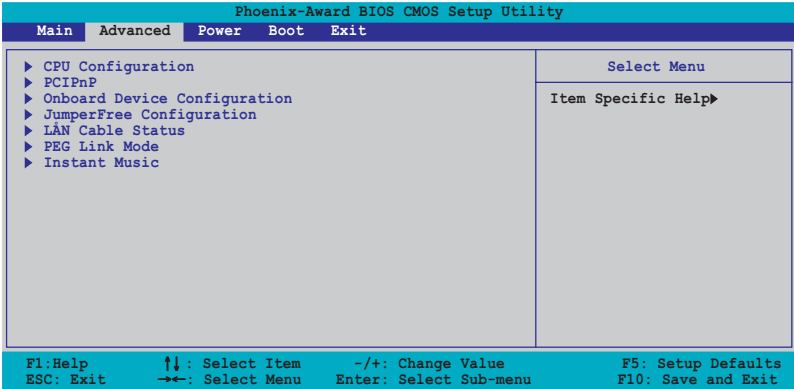 Phoenix-Award BIOS CMOS Setup Utility
Main Advanced Power Boot Exit
CPU Configuration
PCIPnP
Onboard Device Configuration
JumperFree Configuration
LÅN Cable Status
PEG Link Mode
Instant Music
Select Menu
Item Specific Help
F1:Help ↑↓: Select Item -/+: Change Value F5: Setup Defaults
ESC: Exit →←: Select Menu Enter: Select Sub-menu F10: Save and Exit